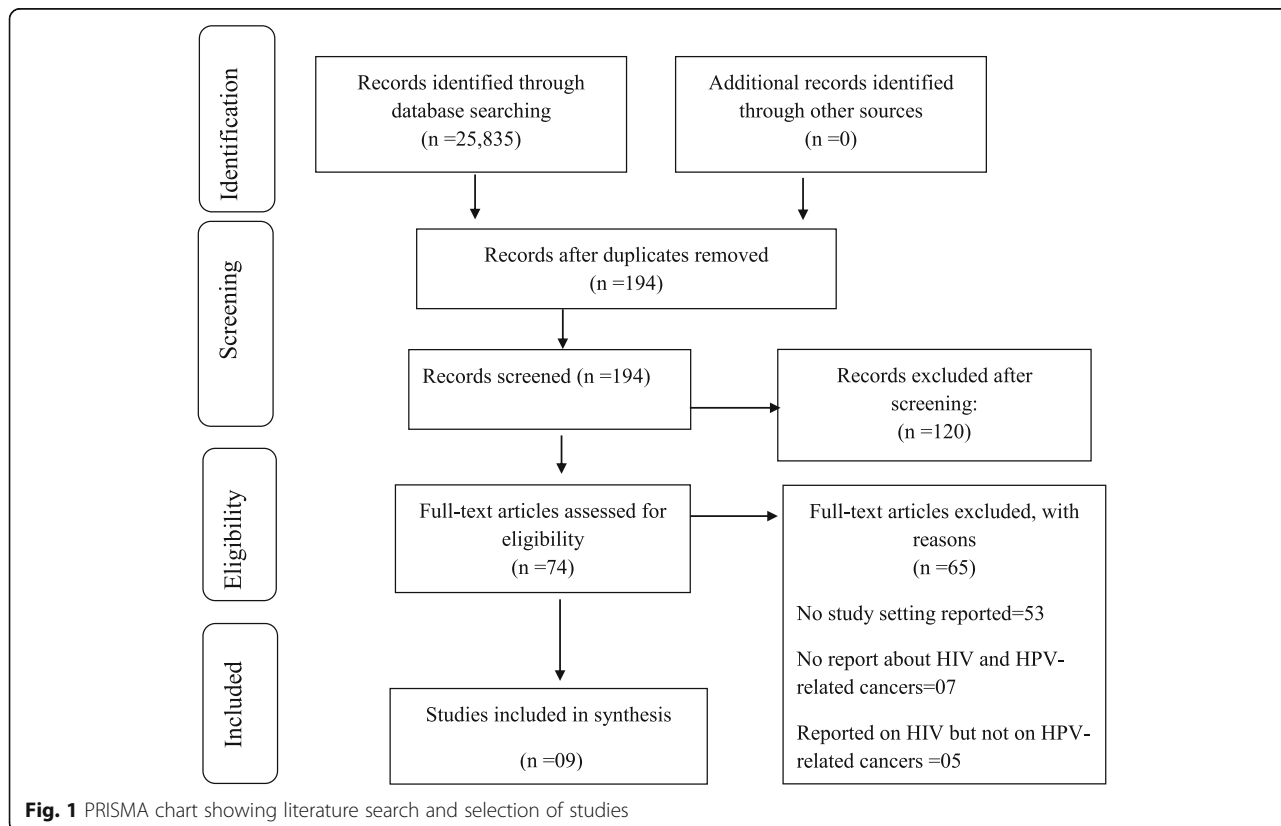 Identification
Records identified through
database searching
(n =25,835)
Additional records identified
through other sources
(n =0)
Screening
Records after duplicates removed
(n =194)
Records screened (n =194)
Records excluded after
screening:
(n =120)
Eligibility
Full-text articles assessed for
eligibility
(n =74)
Full-text articles excluded, with
reasons
(n =65)
No study setting reported=53
No report about HIV and HPV-
related cancers=07
Reported on HIV but not on HPV-
related cancers =05
Included
Studies included in synthesis
(n =09)
Fig. 1 PRISMA chart showing literature search and selection of studies